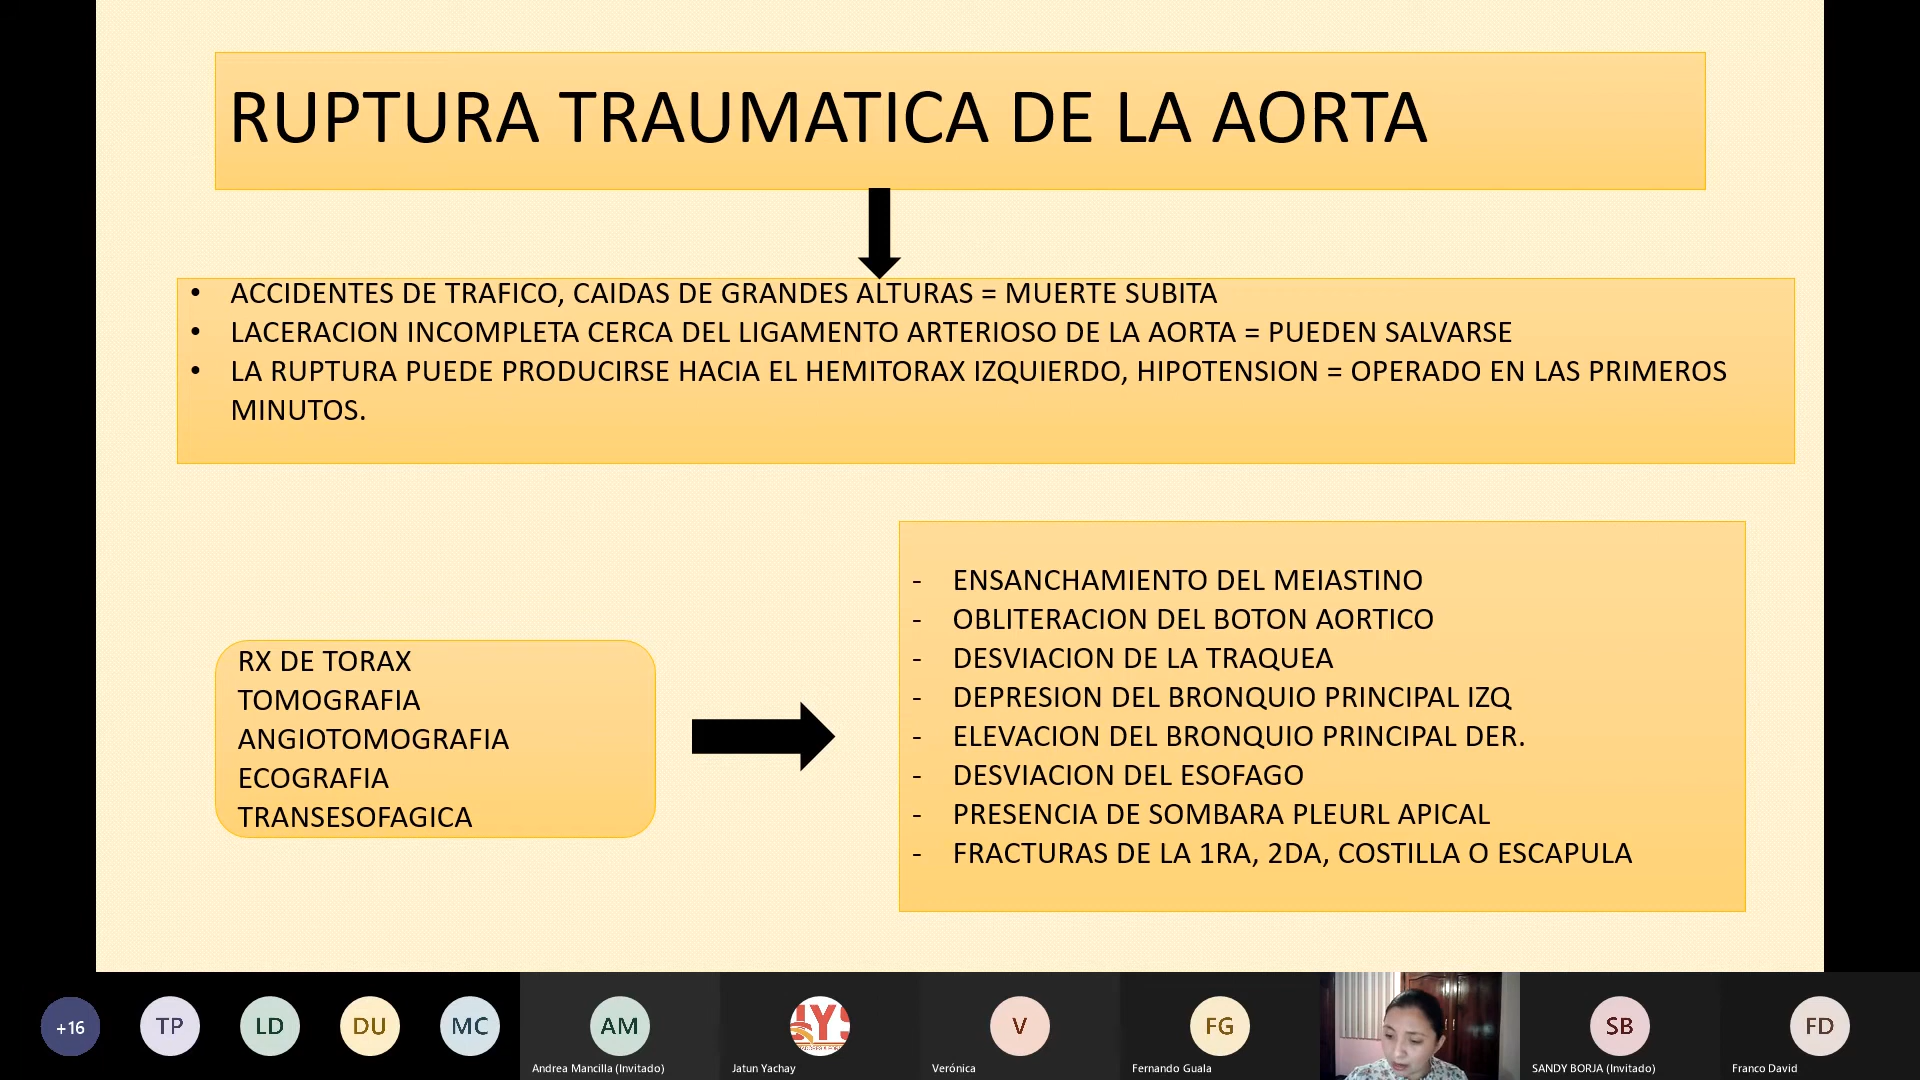 RUPTURA TRAUMATICA DE LA AORTA
• ACCIDENTES DE TRAFICO, CAIDAS DE GRANDES ALTURAS = MUERTE SUBITA
• LACERACION INCOMPLETA CERCA DEL LIGAMENTO ARTERIOSO DE LA AORTA = PUEDEN SALVARSE
• LA RUPTURA PUEDE PRODUCIRSE HACIA EL HEMITORAX IZQUIERDO, HIPOTENSION = OPERADO EN LAS PRIMEROS
MINUTOS.
RX DE TORAX
TOMOGRAFIA
ANGIOTOMOGRAFIA
ECOGRAFIA
TRANSESOFAGICA
- ENSANCHAMIENTO DEL MEIASTINO
- OBLITERACION DEL BOTON AORTICO
- DESVIACION DE LA TRAQUEA
- DEPRESION DEL BRONQUIO PRINCIPAL IZQ
- ELEVACION DEL BRONQUIO PRINCIPAL DER.
- DESVIACION DEL ESOFAGO
- PRESENCIA DE SOMBARA PLEURL APICAL
- FRACTURAS DE LA 1RA, 2DA, COSTILLA O ESCAPULA
+16
TP
LD
DU
MC
AM
V
FG
SB
FD
Andrea Mancilla (Invitado)
Jatun Yachay
Verónica
Fernando Guala
SANDY BORJA (Invitado)
Franco David